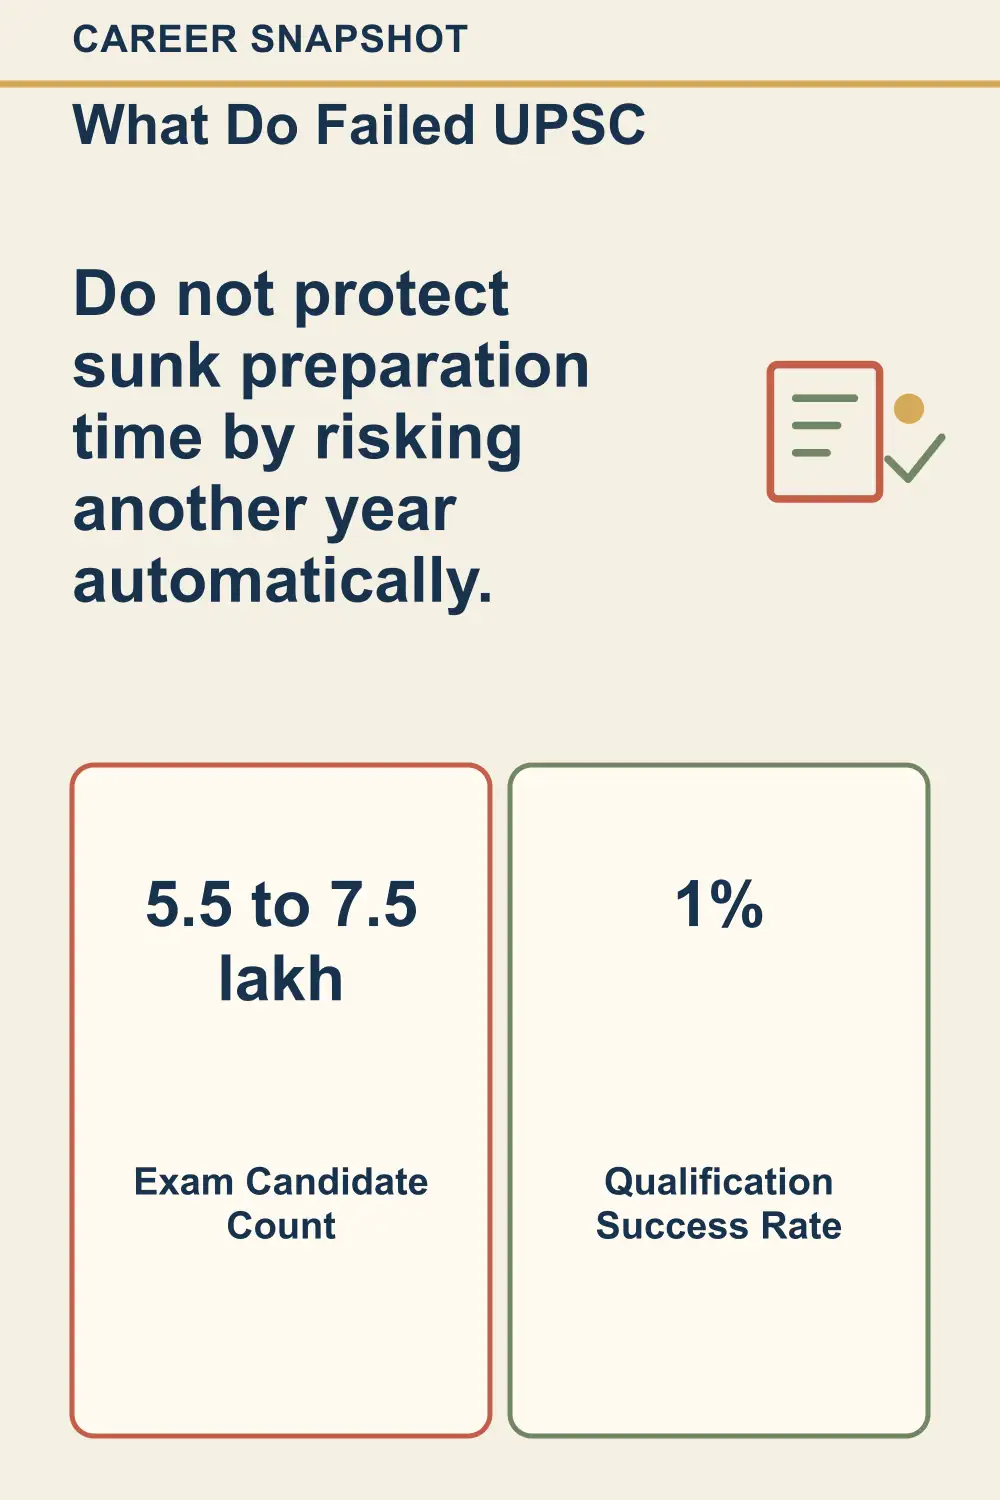 CAREER SNAPSHOT
What Do Failed UPSC
Do not protect
sunk preparation
time by risking
another year
automatically.
5.5 to 7.5
lakh
Exam Candidate
Count
1%
Qualification
Success Rate